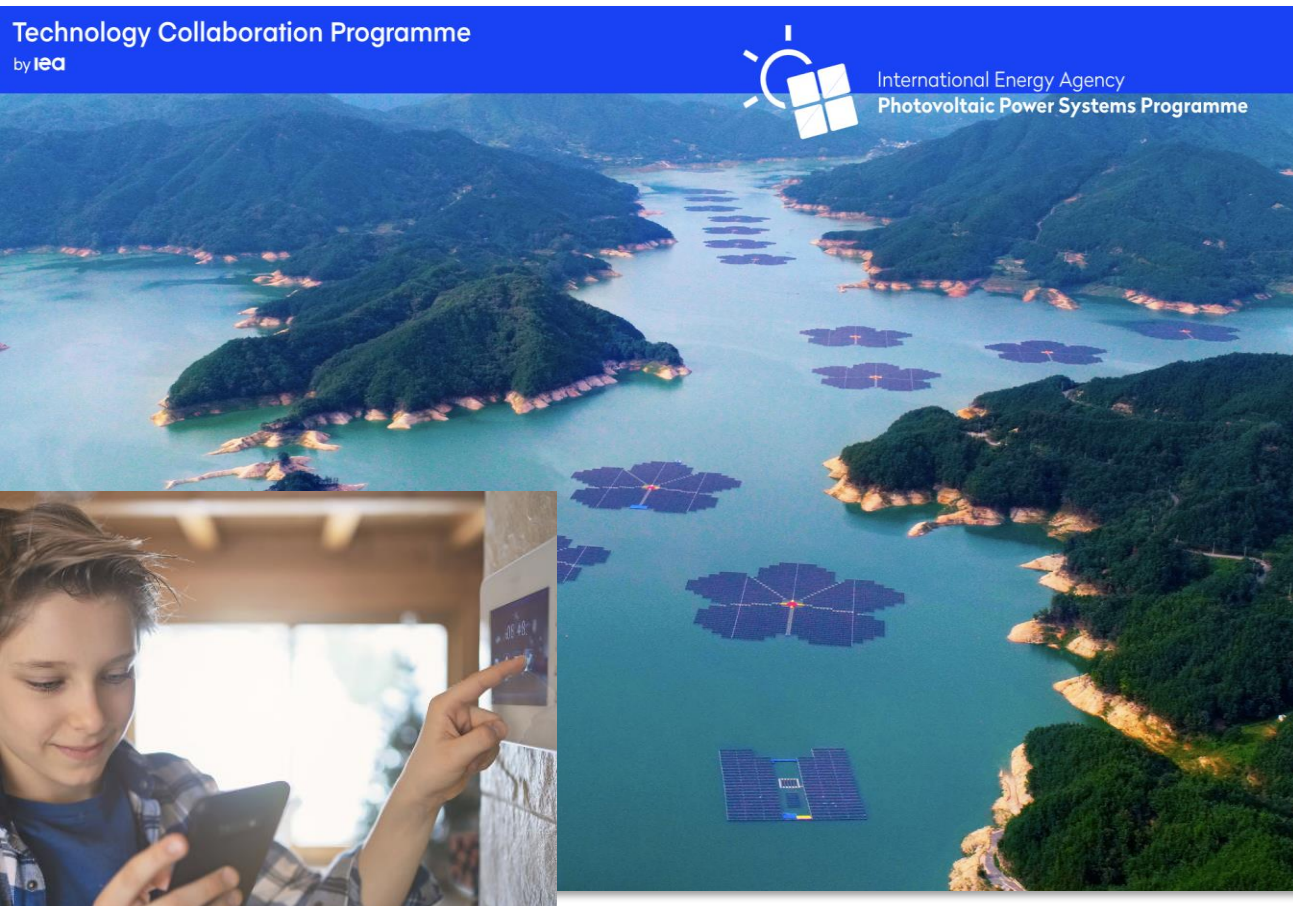 Technology Collaboration Programme
by iea
International Energy Agency
Photovoltaic Power Systems Programme